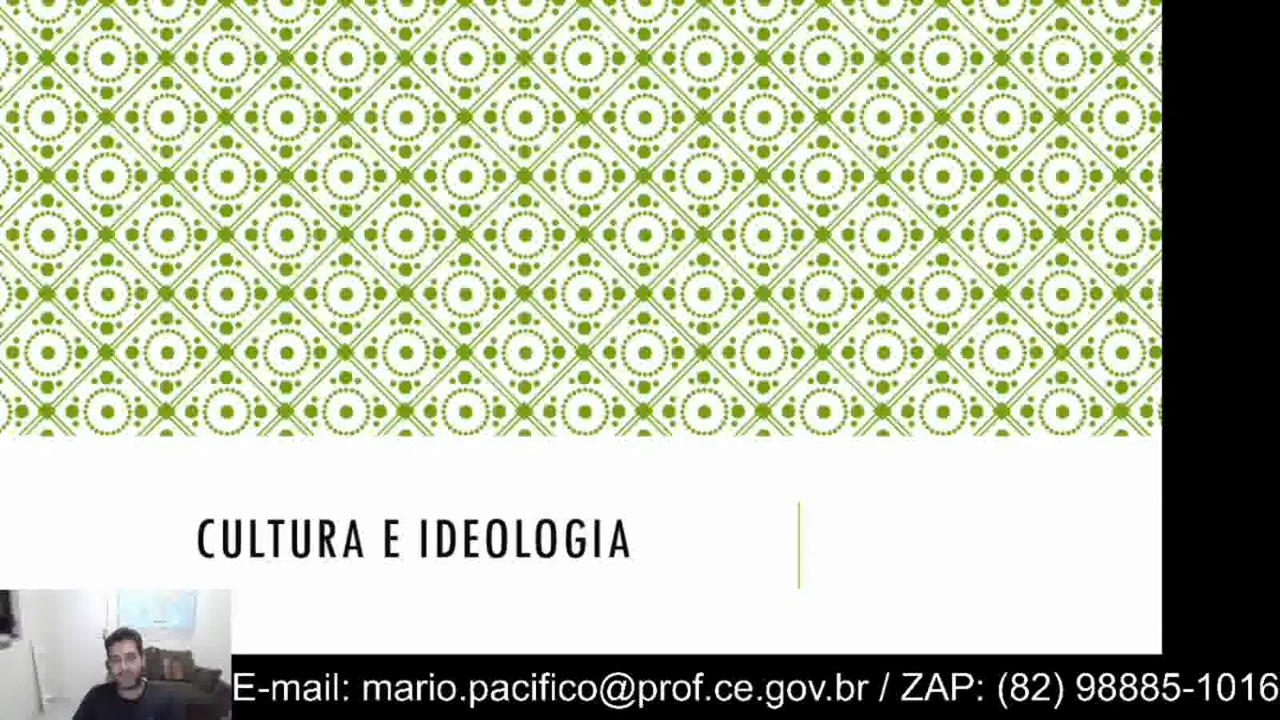 CULTURA E IDEOLOGIA
E-mail: mario.pacifico@prof.ce.gov.br / ZAP: (82) 98885-1016